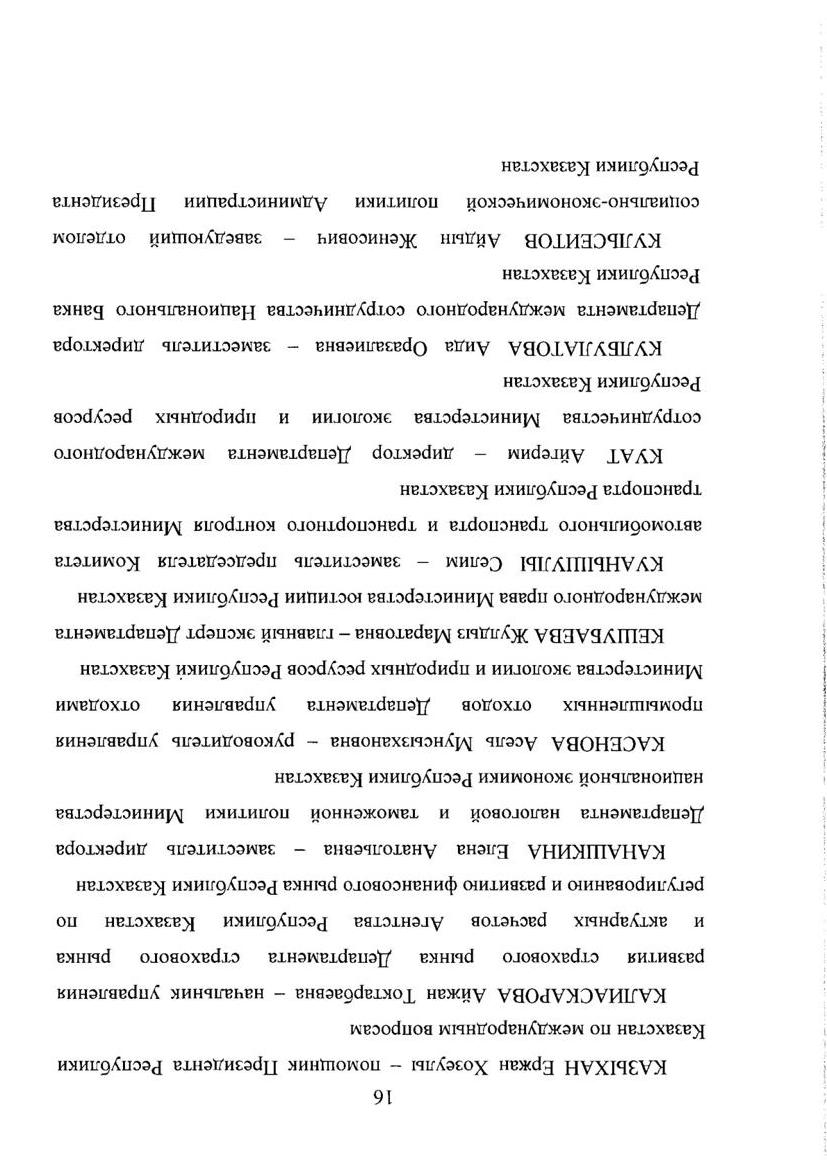 16
КАЗЫХАН Ержан Хозеулы – помощник Президента Республики
Казахстан по международным вопросам
КАЛИАСКАРОВА Айжан Токтарбаевна – начальник управления
развития страхового рынка Департамента страхового рынка
и актуарных расчетов Агентства Республики Казахстан по
регулированию и развитию финансового рынка Республики Казахстан
КАНАШКИНА Елена Анатольевна – заместитель директора
Департамента налоговой и таможенной политики Министерства
национальной экономики Республики Казахстан
КАСЕНОВА Асель Мунсызхановна – руководитель управления
промышленных отходов Департамента управления отходами
Министерства экологии и природных ресурсов Республики Казахстан
КЕШУБАЕВА Жулдыз Маратовна – главный эксперт Департамента
международного права Министерства юстиции Республики Казахстан
КУАНЫШУЛЫ Селим – заместитель председателя Комитета
автомобильного транспорта и транспортного контроля Министерства
транспорта Республики Казахстан
КУАТ Айгерим – директор Департамента международного
сотрудничества Министерства экологии и природных ресурсов
Республики Казахстан
КУЛБУЛАТОВА Аида Оразалиевна – заместитель директора
Департамента международного сотрудничества Национального Банка
Республики Казахстан
КУЛЬСЕИТОВ Айдын Женисович – заведующий отделом
социально-экономической политики Администрации Президента
Республики Казахстан